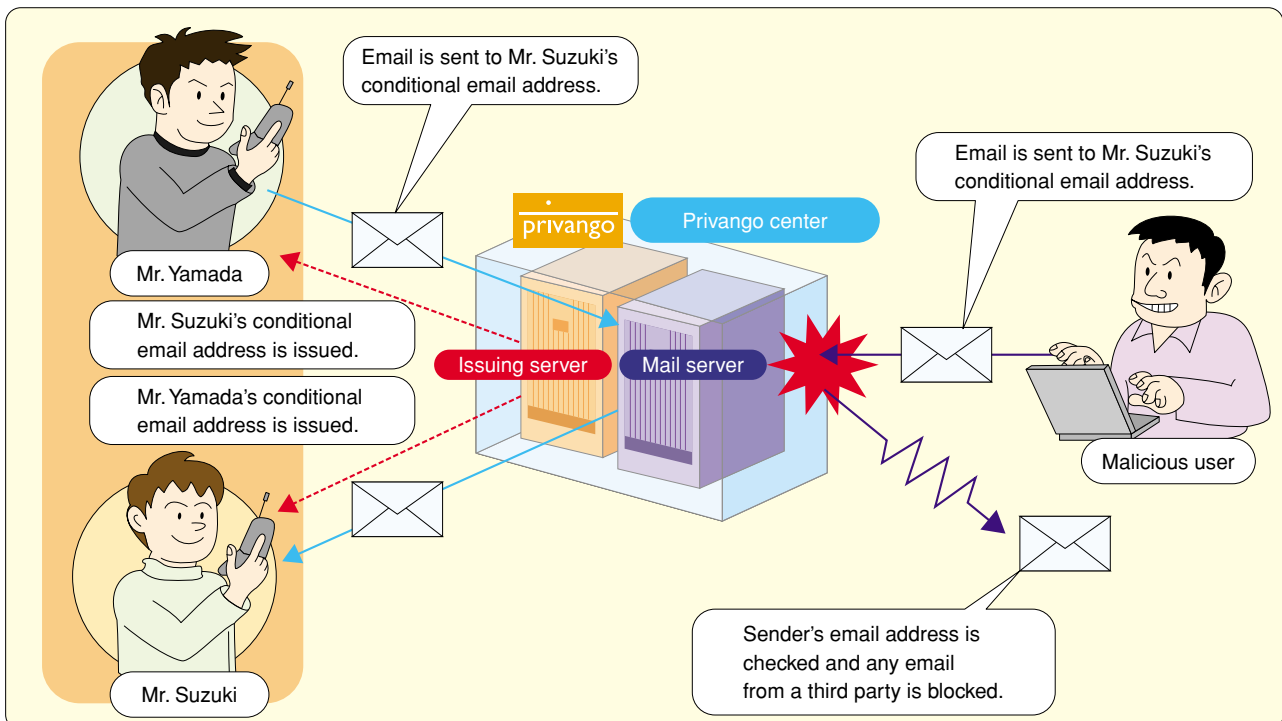 Email is sent to Mr. Suzuki’s
conditional email address.
Email is sent to Mr. Suzuki’s
conditional email address.
privango
Privango center
Mr. Yamada
Mr. Suzuki’s conditional
email address is issued.
Issuing server
Mail server
Mr. Yamada’s conditional
email address is issued.
Malicious user
Sender’s email address is
checked and any email
from a third party is blocked.
Mr. Suzuki